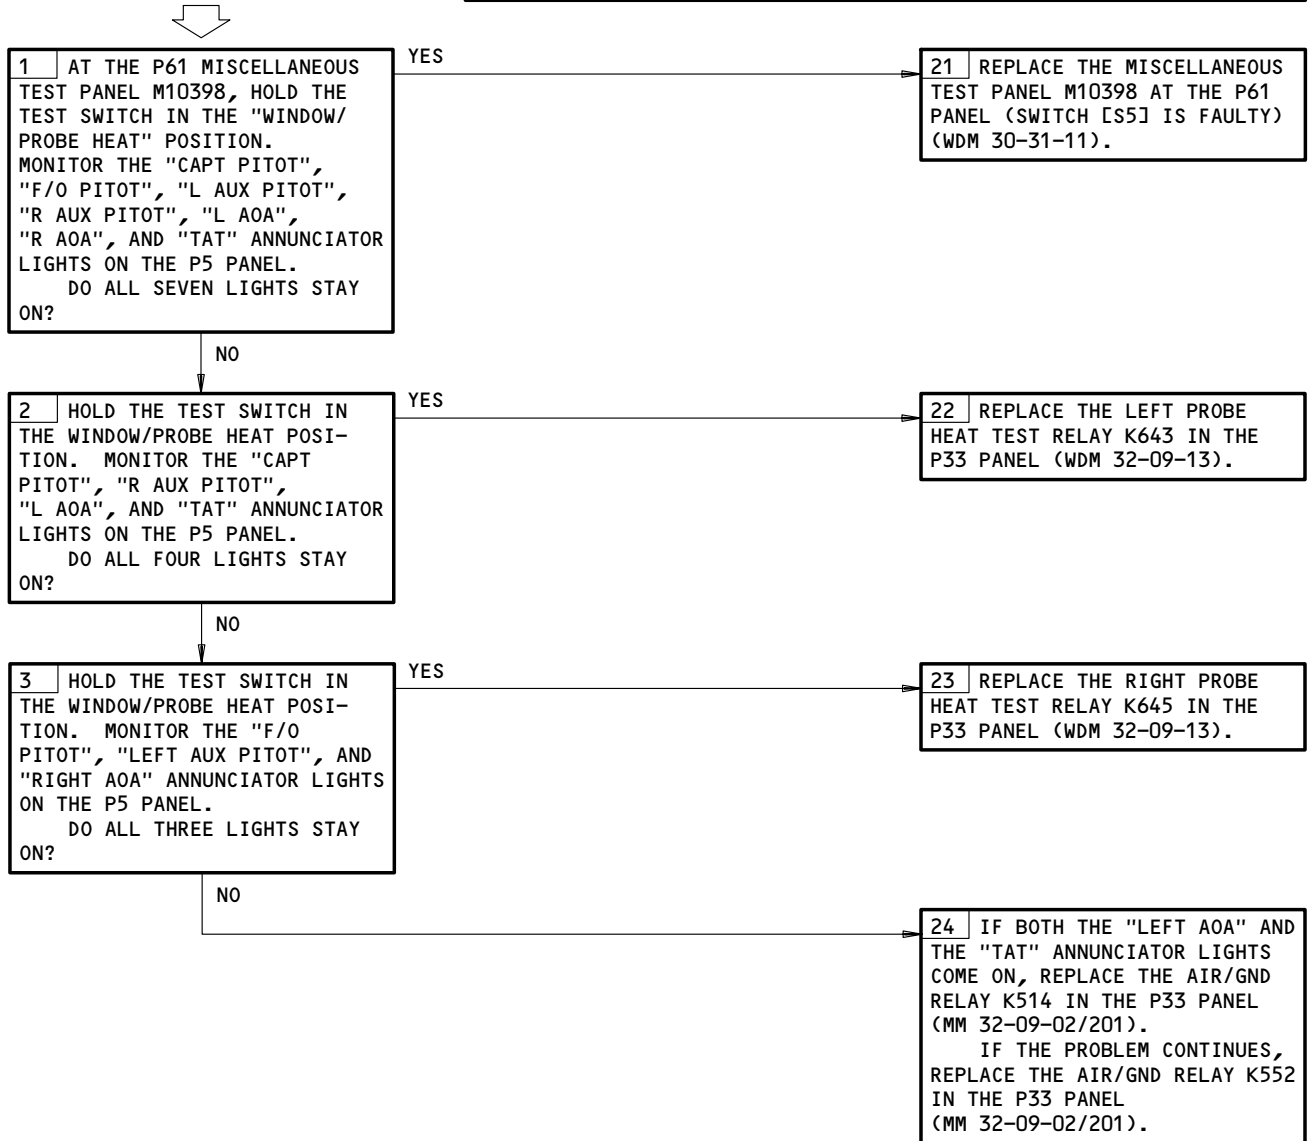 1 AT THE P61 MISCELLANEOUS
TEST PANEL M10398, HOLD THE
TEST SWITCH IN THE "WINDOW/
PROBE HEAT" POSITION.
MONITOR THE "CAPT PITOT",
"F/O PITOT", "L AUX PITOT",
"R AUX PITOT", "L AOA",
"R AOA", AND "TAT" ANNUNCIATOR
LIGHTS ON THE P5 PANEL.
DO ALL SEVEN LIGHTS STAY
ON?
YES
21 REPLACE THE MISCELLANEOUS
TEST PANEL M10398 AT THE P61
PANEL (SWITCH [S5] IS FAULTY)
(WDM 30-31-11).
NO
2 HOLD THE TEST SWITCH IN
THE WINDOW/PROBE HEAT POSI-
TION. MONITOR THE "CAPT
PITOT", "R AUX PITOT",
"L AOA", AND "TAT" ANNUNCIATOR
LIGHTS ON THE P5 PANEL.
DO ALL FOUR LIGHTS STAY
ON?
YES
22 REPLACE THE LEFT PROBE
HEAT TEST RELAY K643 IN THE
P33 PANEL (WDM 32-09-13).
NO
3 HOLD THE TEST SWITCH IN
THE WINDOW/PROBE HEAT POSI-
TION. MONITOR THE "F/O
PITOT", "LEFT AUX PITOT", AND
"RIGHT AOA" ANNUNCIATOR LIGHTS
ON THE P5 PANEL.
DO ALL THREE LIGHTS STAY
ON?
YES
23 REPLACE THE RIGHT PROBE
HEAT TEST RELAY K645 IN THE
P33 PANEL (WDM 32-09-13).
NO
24 IF BOTH THE "LEFT AOA" AND
THE "TAT" ANNUNCIATOR LIGHTS
COME ON, REPLACE THE AIR/GND
RELAY K514 IN THE P33 PANEL
(MM 32-09-02/201).
IF THE PROBLEM CONTINUES,
REPLACE THE AIR/GND RELAY K552
IN THE P33 PANEL
(MM 32-09-02/201).